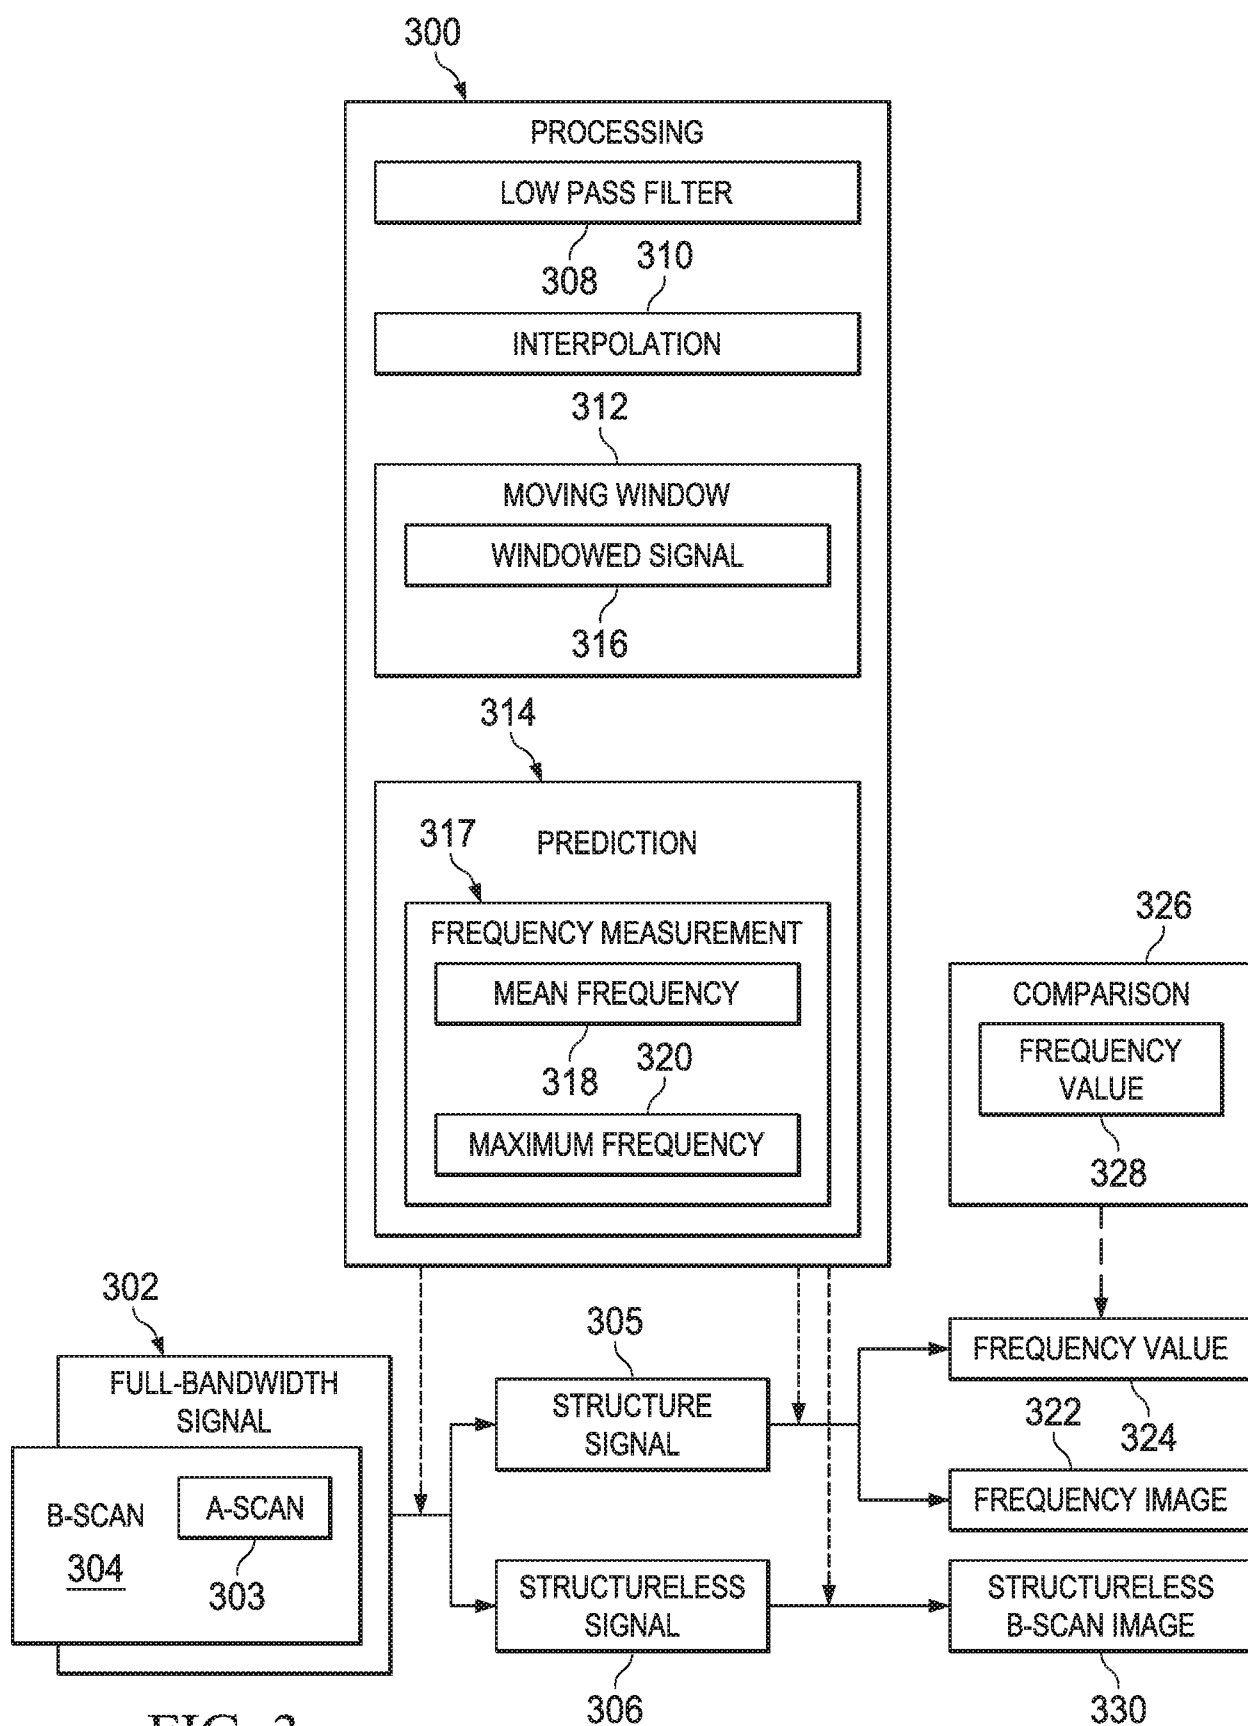 300
PROCESSING
LOW PASS FILTER
308
310
INTERPOLATION
312
MOVING WINDOW
WINDOWED SIGNAL
316
314
317
PREDICTION
FREQUENCY MEASUREMENT
MEAN FREQUENCY
318
320
MAXIMUM FREQUENCY
326
COMPARISON
FREQUENCY
VALUE
328
302
FULL-BANDWIDTH
SIGNAL
B-SCAN
304
A-SCAN
303
305
STRUCTURE
SIGNAL
STRUCTURELESS
SIGNAL
306
FREQUENCY VALUE
324
322
FREQUENCY IMAGE
STRUCTURELESS
B-SCAN IMAGE
330
FIG. 3